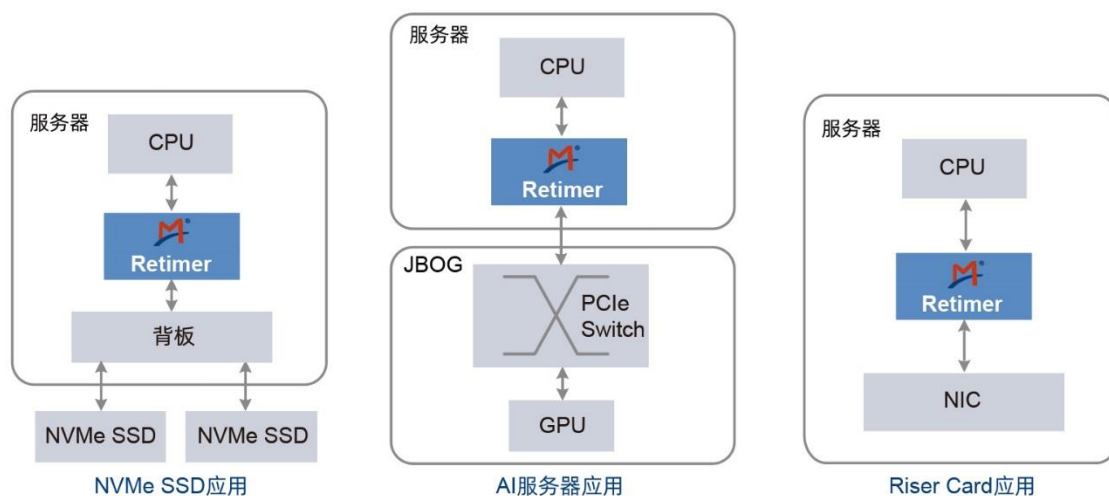 服务器
CPU
Retimer
背板
NVMe SSD
NVMe SSD
NVMe SSD应用
服务器
CPU
Retimer
JBOG
PCIe
Switch
GPU
AI服务器应用
服务器
CPU
Retimer
NIC
Riser Card应用